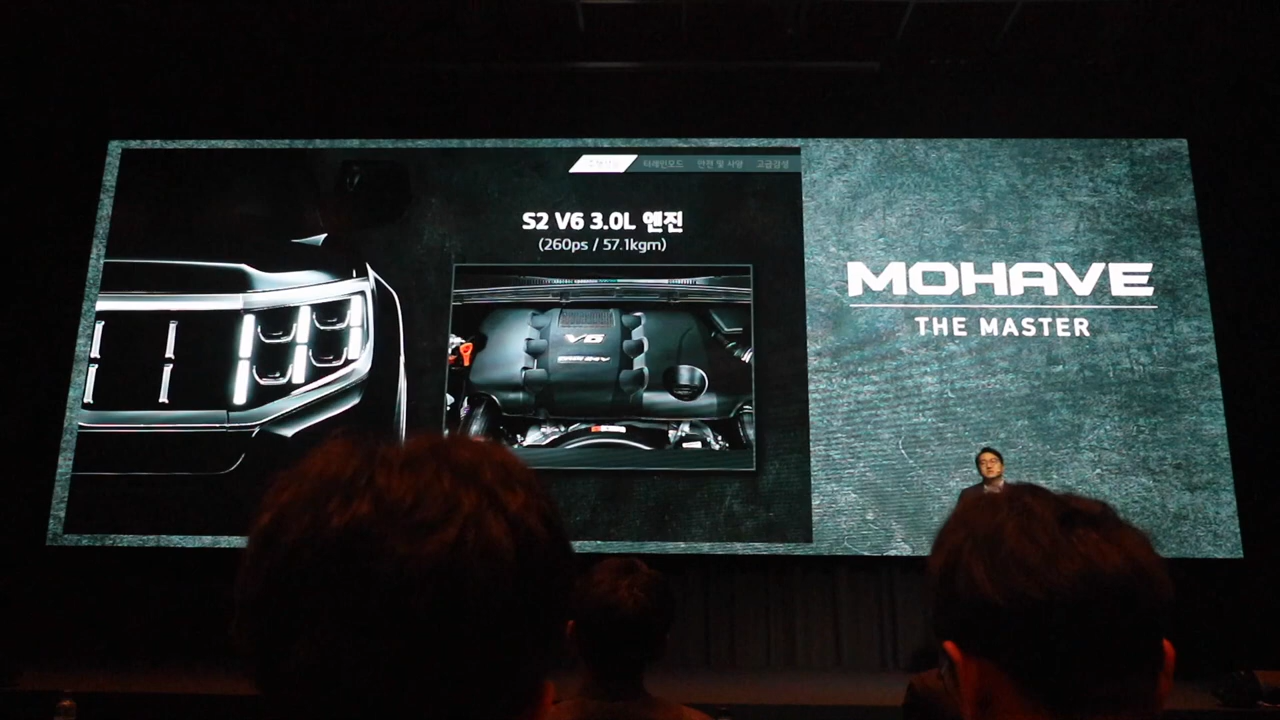 터레인모드 안전 및 사양 고급감성
S2 V6 3.0L 엔진
(260ps / 57.1kgm)
V6
MOHAVE
THE MASTER